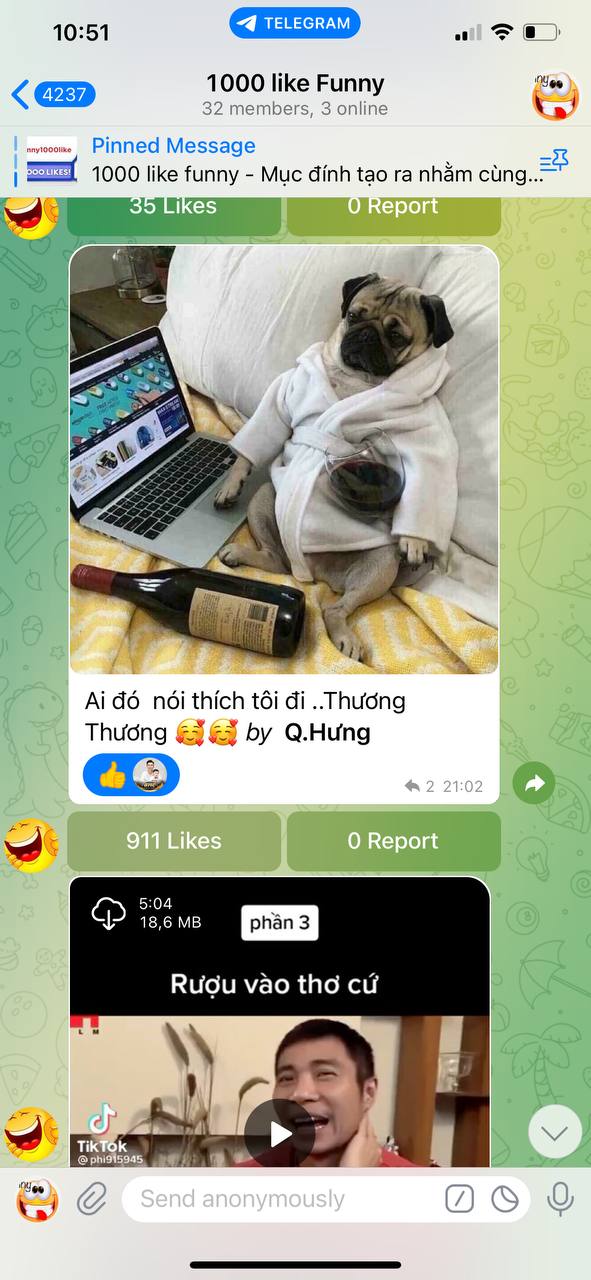 10:51
TELEGRAM
4237
1000 like Funny
32 members, 3 online
nny1000like
OOO LIKES!
Pinned Message
1000 like funny - Mục đính tạo ra nhằm cùng...
35 Likes
0 Report
Ai đó nói thích tôi đi ..Thương
Thương 🥰🥰 by Q.Hưng
2 21:02
911 Likes
0 Report
5:04
18,6 MB
phần 3
Rượu vào thơ cứ
L M
TikTok
@phi915945
Send anonymously